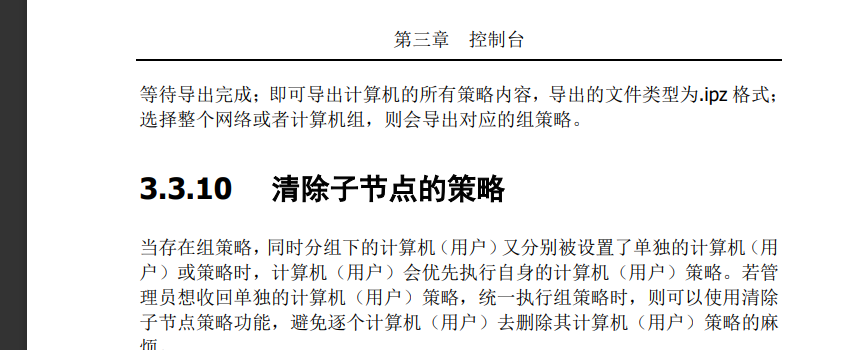 第三章 控制台
等待导出完成；即可导出计算机的所有策略内容，导出的文件类型为.ipz 格式；
选择整个网络或者计算机组，则会导出对应的组策略。
3.3.10 清除子节点的策略
当存在组策略，同时分组下的计算机（用户）又分别被设置了单独的计算机（用
户）或策略时，计算机（用户）会优先执行自身的计算机（用户）策略。若管
理员想收回单独的计算机（用户）策略，统一执行组策略时，则可以使用清除
子节点策略功能，避免逐个计算机（用户）去删除其计算机（用户）策略的麻
烦